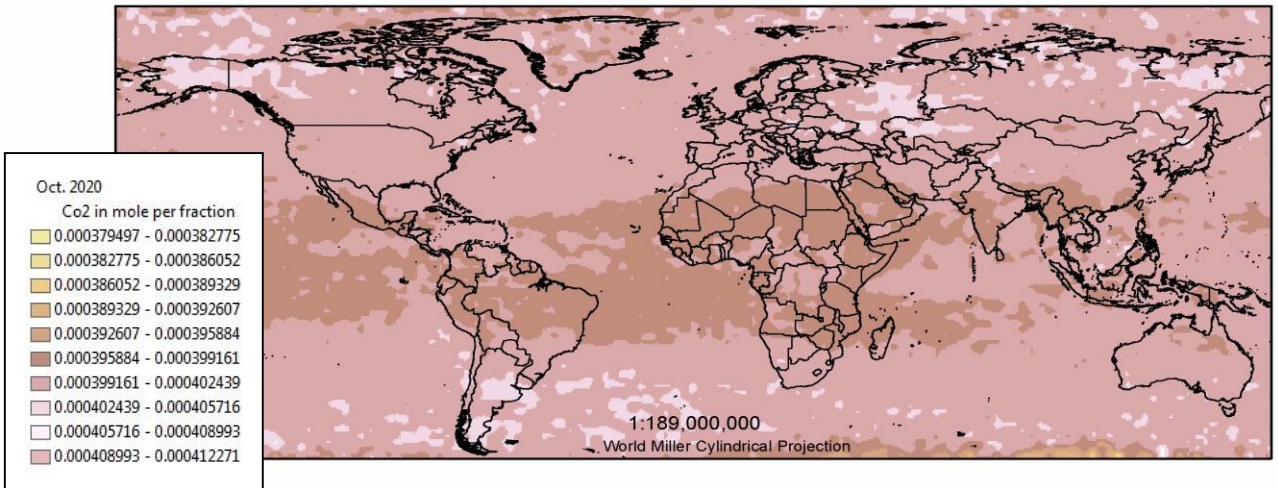 Oct. 2020
Co2 in mole per fraction
0.000379497 - 0.000382775
0.000382775 - 0.000386052
0.000386052 - 0.000389329
0.000389329 - 0.000392607
0.000392607 - 0.000395884
0.000395884 - 0.000399161
0.000399161 - 0.000402439
0.000402439 - 0.000405716
0.000405716 - 0.000408993
0.000408993 - 0.000412271
1:189,000,000
World Miller Cylindrical Projection